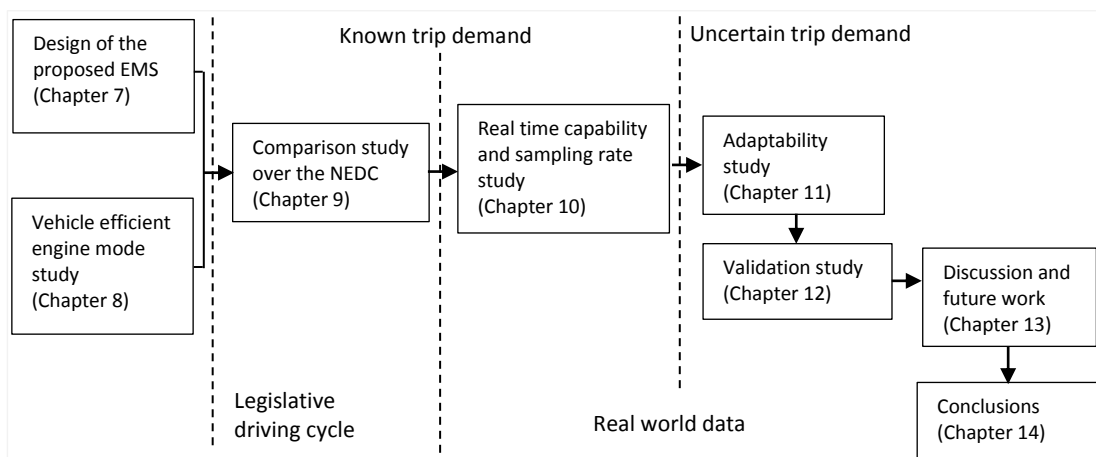 Design of the
proposed EMS
(Chapter 7)
Vehicle efficient
engine mode
study
(Chapter 8)
Known trip demand
Uncertain trip demand
Comparison study
over the NEDC
(Chapter 9)
Real time capability
and sampling rate
study
(Chapter 10)
Adaptability
study
(Chapter 11)
Validation study
(Chapter 12)
Discussion and
future work
(Chapter 13)
Conclusions
(Chapter 14)
Legislative
driving cycle
Real world data